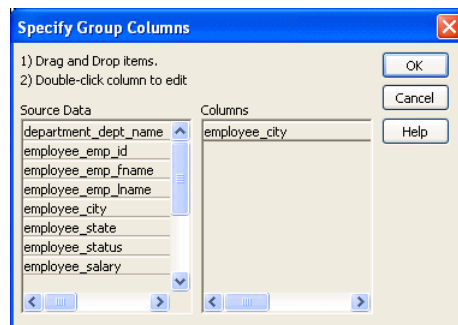 Specify Group Columns
1) Drag and Drop items.
2) Double-click column to edit
OK
Cancel
Help
Source Data
department_dept_name
employee_emp_id
employee_emp_fname
employee_emp_lname
employee_city
employee_state
employee_status
employee_salary
Columns
employee_city